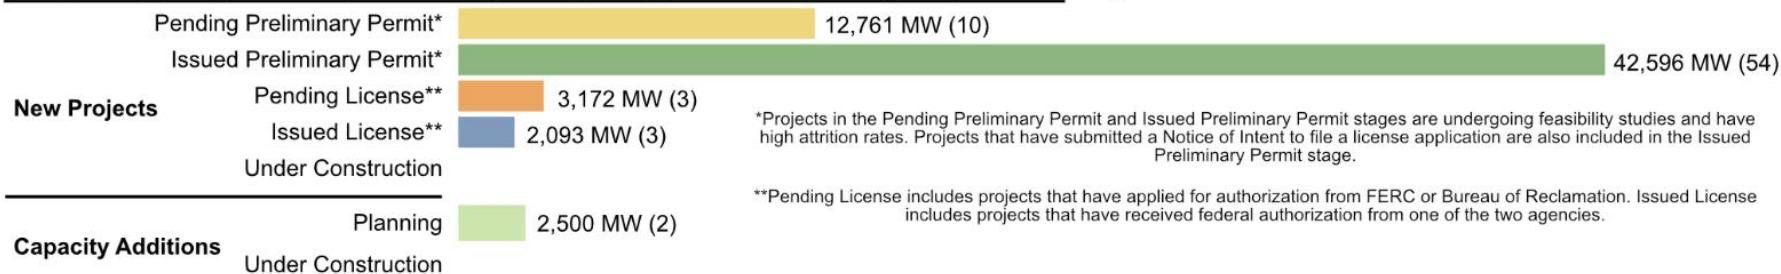 Pending Preliminary Permit* 12,761 MW (10)
Issued Preliminary Permit* 42,596 MW (54)
New Projects
Pending License** 3,172 MW (3)
Issued License** 2,093 MW (3)
Under Construction
*Projects in the Pending Preliminary Permit and Issued Preliminary Permit stages are undergoing feasibility studies and have
high attrition rates. Projects that have submitted a Notice of Intent to file a license application are also included in the Issued
Preliminary Permit stage.
**Pending License includes projects that have applied for authorization from FERC or Bureau of Reclamation. Issued License
includes projects that have received federal authorization from one of the two agencies.
Capacity Additions
Planning 2,500 MW (2)
Under Construction